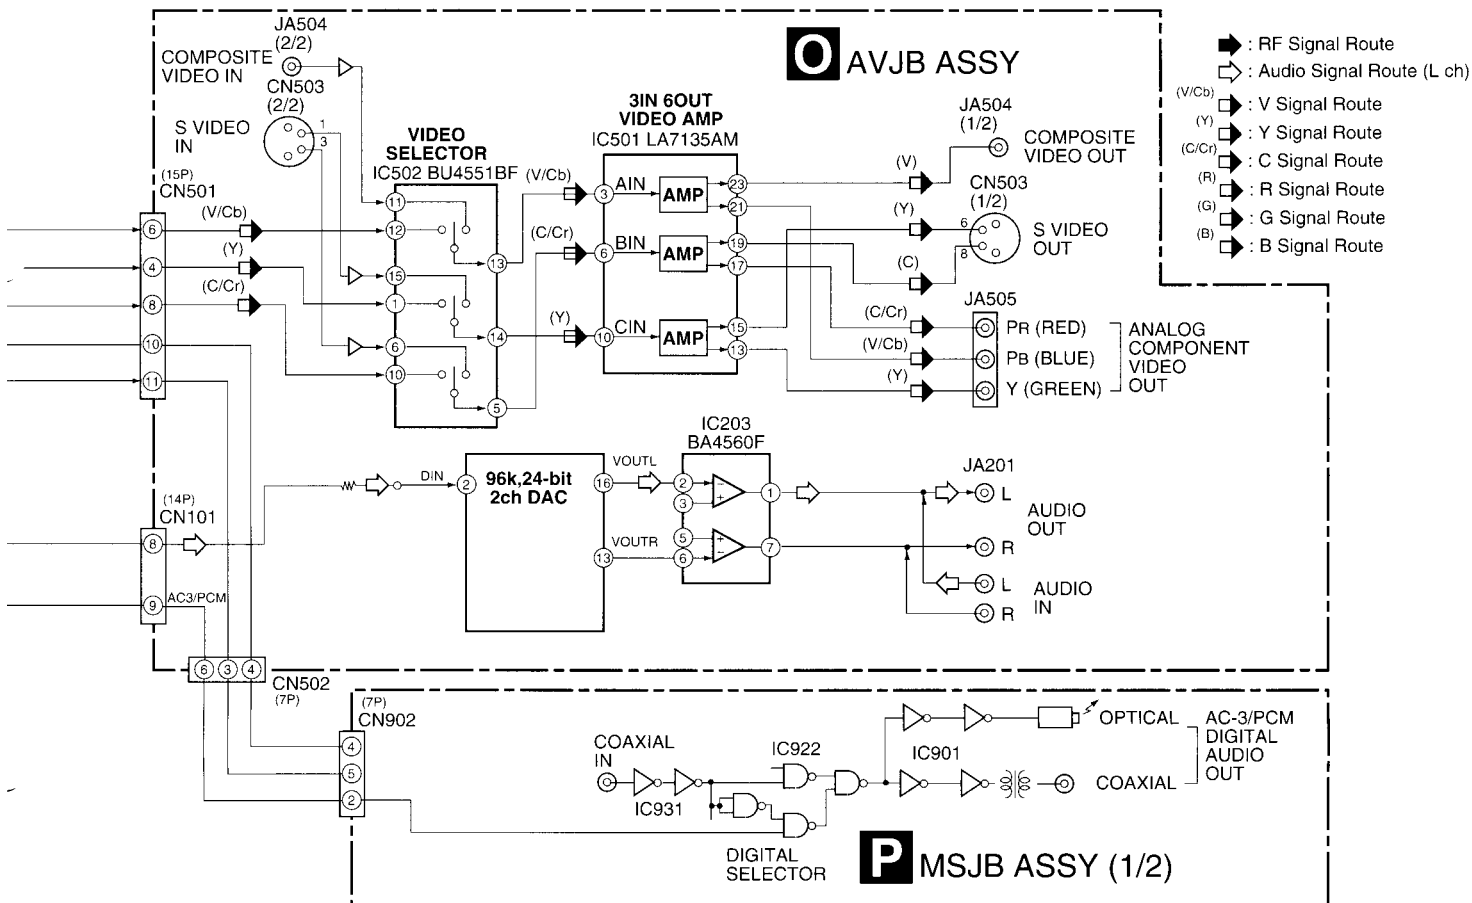 JA504
(2/2)
COMPOSITE
VIDEO IN
CN503
(2/2)
S VIDEO
IN
1
3
O AVJB ASSY
: RF Signal Route
: Audio Signal Route (L ch)
(V/Cb)
: V Signal Route
(Y)
: Y Signal Route
(C/Cr)
: C Signal Route
(R)
: R Signal Route
(G)
: G Signal Route
(B)
: B Signal Route
VIDEO
SELECTOR
IC502 BU4551BF
11
12
15
1
6
10
13
14
5
3IN 6OUT
VIDEO AMP
IC501 LA7135AM
(V/Cb)
3
AIN
AMP
23
21
(C/Cr)
6
BIN
AMP
19
17
(Y)
10
CIN
AMP
15
13
JA504
(1/2)
(V)
COMPOSITE
VIDEO OUT
CN503
(1/2)
(Y)
6
S VIDEO
OUT
8
(C)
JA505
(C/Cr)
PR (RED)
(V/Cb)
PB (BLUE)
(Y)
Y (GREEN)
ANALOG
COMPONENT
VIDEO
OUT
(15P)
CN501
6
(V/Cb)
4
(Y)
8
(C/Cr)
10
11
(14P)
CN101
8
9
AC3/PCM
DIN
2
96k,24-bit
2ch DAC
16
VOUTL
13
VOUTR
IC203
BA4560F
2
3
5
6
1
7
JA201
L
R
AUDIO
OUT
L
R
AUDIO
IN
6
3
4
CN502
(7P)
(7P)
CN902
4
5
2
COAXIAL
IN
IC931
IC922
IC901
OPTICAL
COAXIAL
AC-3/PCM
DIGITAL
AUDIO
OUT
DIGITAL
SELECTOR
P MSJB ASSY (1/2)